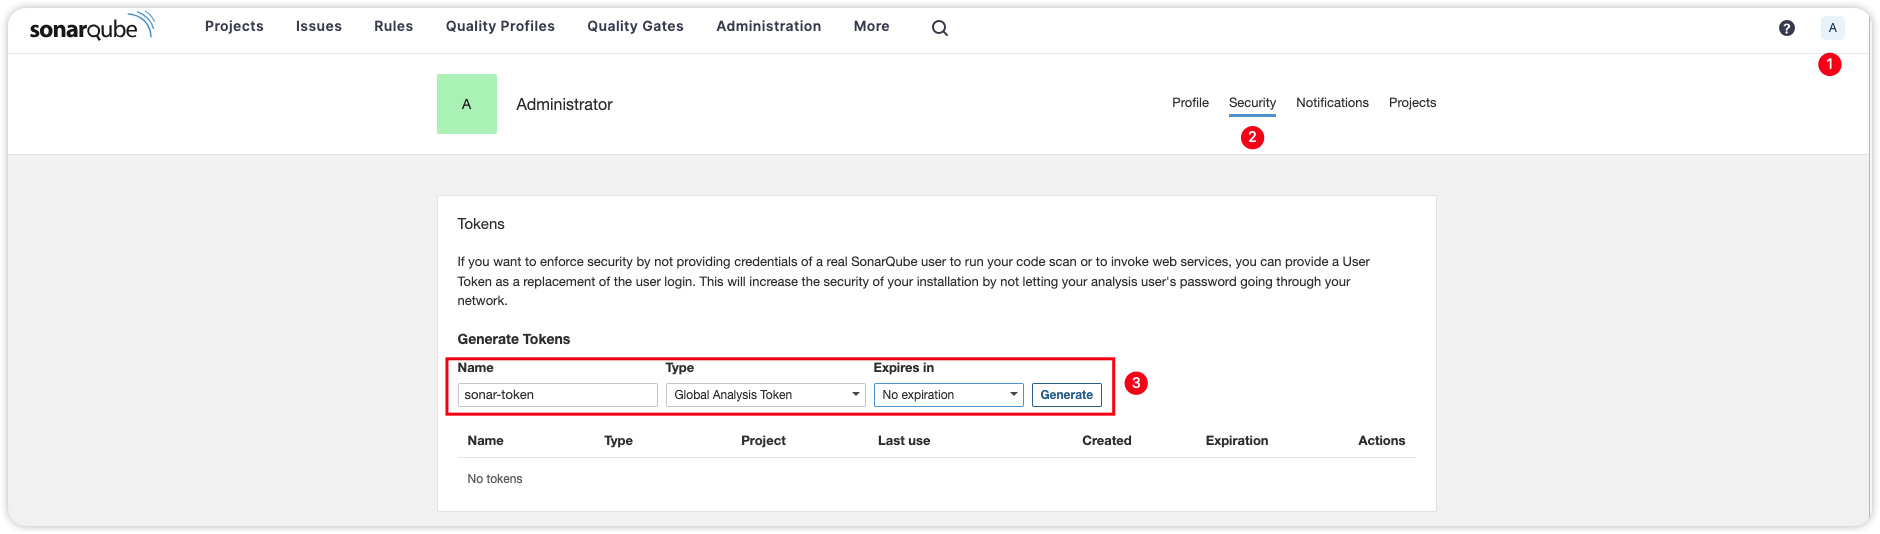 sonarqube Projects Issues Rules Quality Profiles Quality Gates Administration More ? A
1
A Administrator Profile Security Notifications Projects
2
Tokens
If you want to enforce security by not providing credentials of a real SonarQube user to run your code scan or to invoke web services, you can provide a User
Token as a replacement of the user login. This will increase the security of your installation by not letting your analysis user's password going through your
network.
Generate Tokens
Name Type Expires in
sonar-token Global Analysis Token No expiration Generate 3
Name Type Project Last use Created Expiration Actions
No tokens